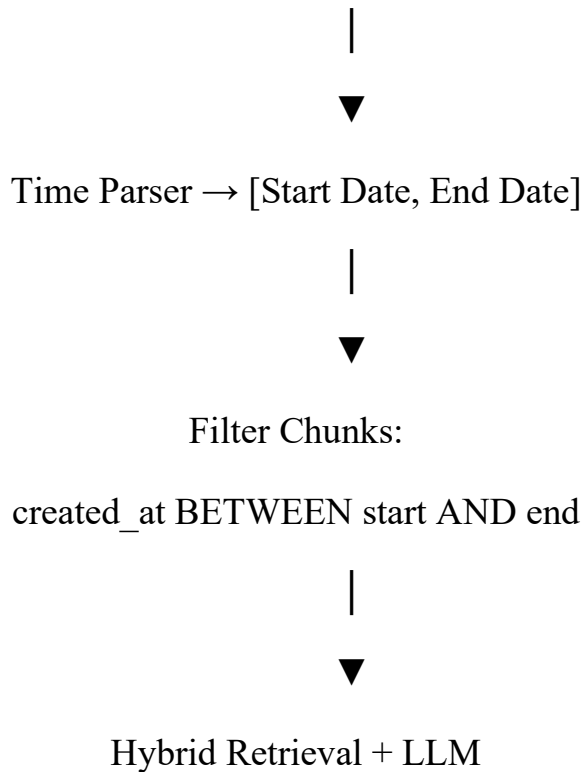 |
▼
Time Parser → [Start Date, End Date]
|
▼
Filter Chunks:
created_at BETWEEN start AND end
|
▼
Hybrid Retrieval + LLM